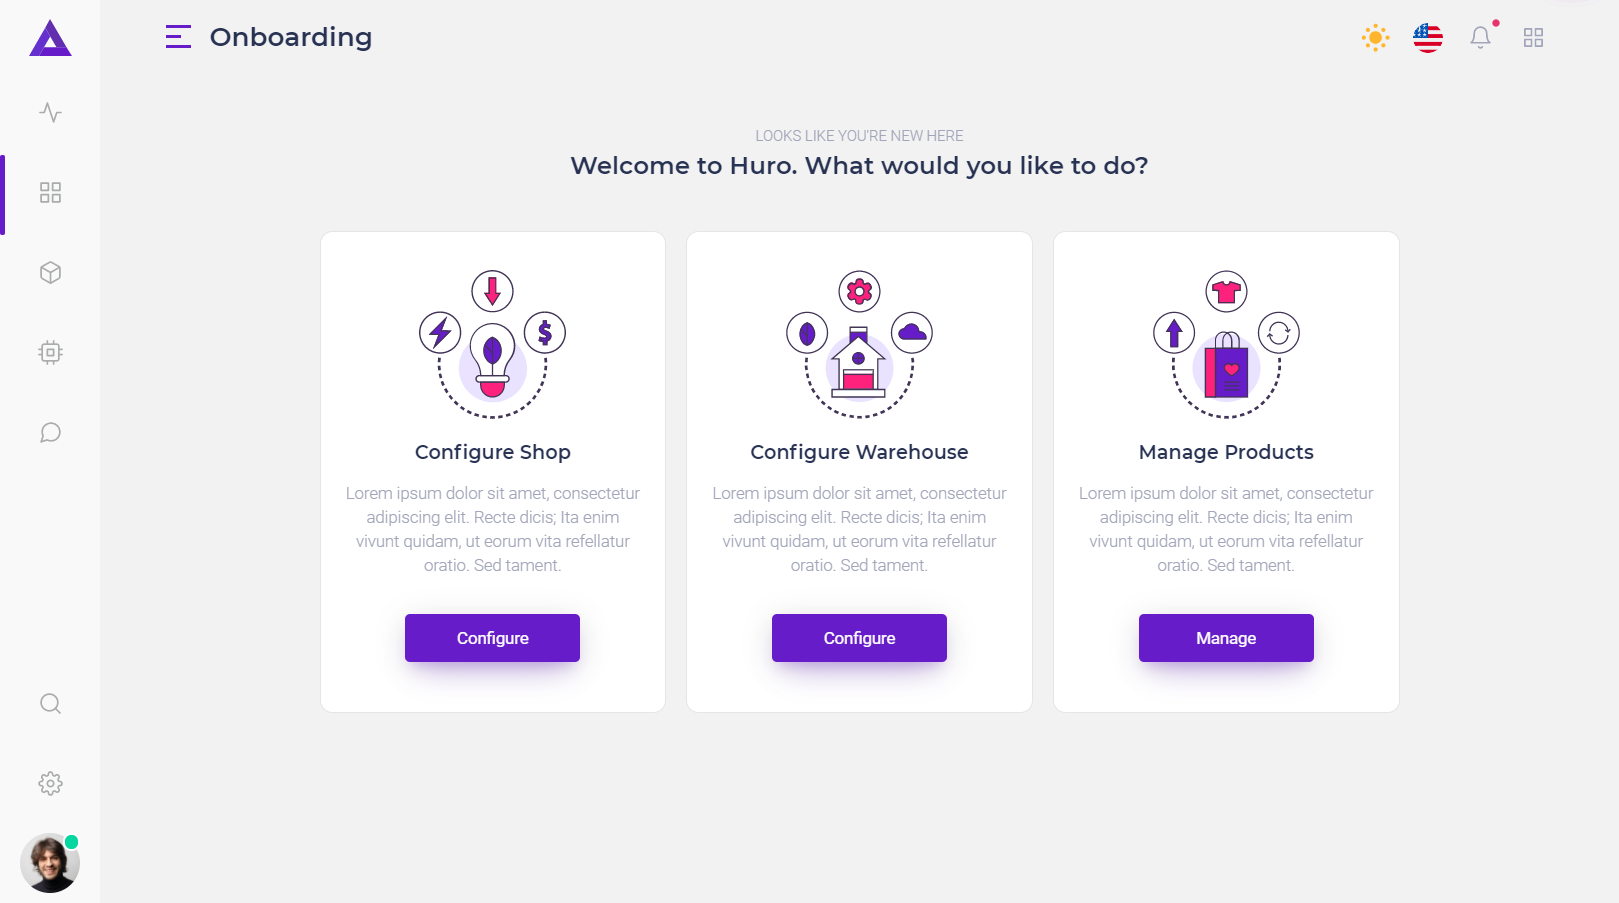 Onboarding
LOOKS LIKE YOU'RE NEW HERE
Welcome to Huro. What would you like to do?
Configure Shop
Lorem ipsum dolor sit amet, consectetur
adipiscing elit. Recte dicis; Ita enim
vivunt quidam, ut eorum vita refellatur
oratio. Sed tament.
Configure
Configure Warehouse
Lorem ipsum dolor sit amet, consectetur
adipiscing elit. Recte dicis; Ita enim
vivunt quidam, ut eorum vita refellatur
oratio. Sed tament.
Configure
Manage Products
Lorem ipsum dolor sit amet, consectetur
adipiscing elit. Recte dicis; Ita enim
vivunt quidam, ut eorum vita refellatur
oratio. Sed tament.
Manage